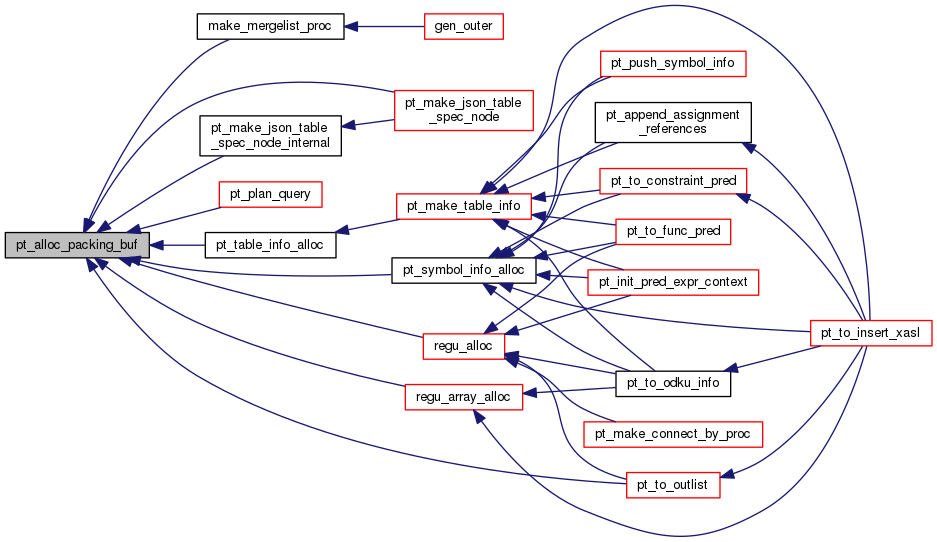 make_mergelist_proc
gen_outer
pt_push_symbol_info
pt_make_json_table
_spec_node
pt_append_assignment
_references
pt_make_json_table
_spec_node_internal
pt_plan_query
pt_to_constraint_pred
pt_make_table_info
pt_to_func_pred
pt_alloc_packing_buf
pt_table_info_alloc
pt_symbol_info_alloc
pt_init_pred_expr_context
pt_to_insert_xasl
regu_alloc
pt_to_odku_info
regu_array_alloc
pt_make_connect_by_proc
pt_to_outlist